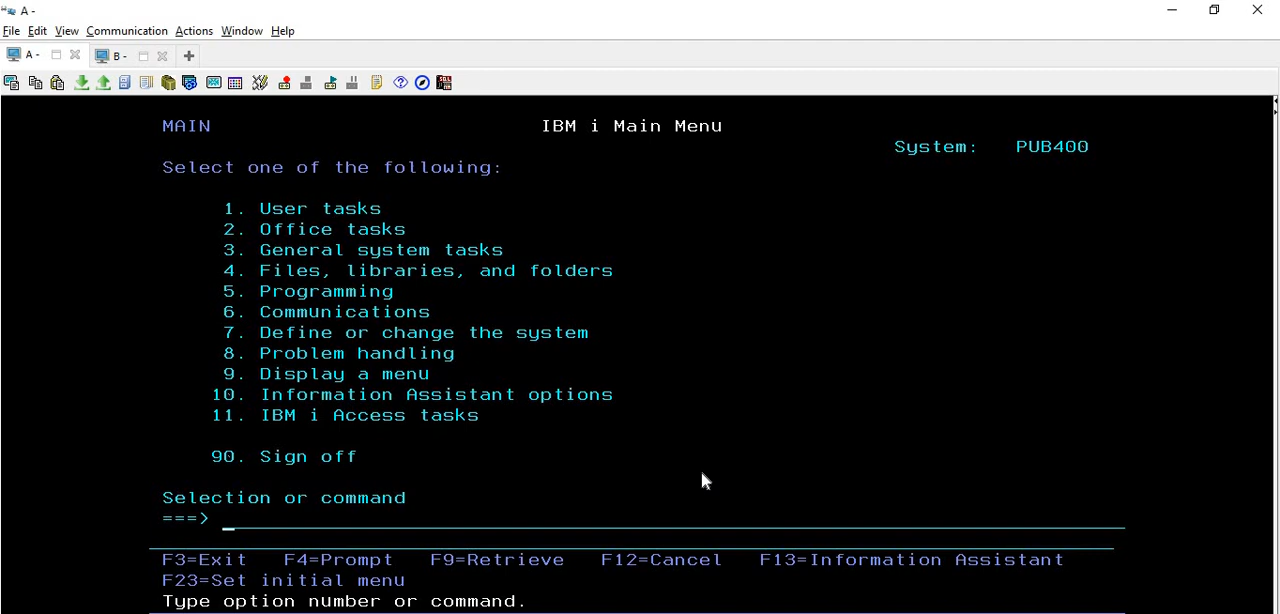 A -
File Edit View Communication Actions Window Help
A - B -
MAIN IBM i Main Menu
System: PUB400
Select one of the following:
1. User tasks
2. Office tasks
3. General system tasks
4. Files, libraries, and folders
5. Programming
6. Communications
7. Define or change the system
8. Problem handling
9. Display a menu
10. Information Assistant options
11. IBM i Access tasks
90. Sign off
Selection or command
===>
F3=Exit F4=Prompt F9=Retrieve F12=Cancel F13=Information Assistant
F23=Set initial menu
Type option number or command.